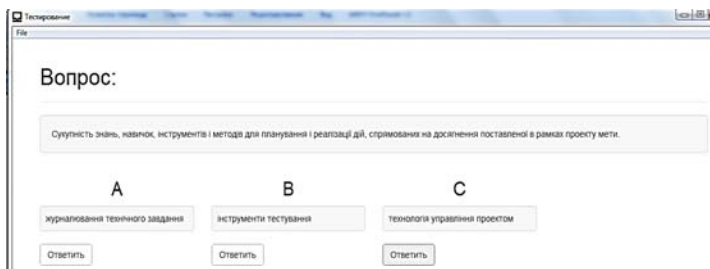 Тестирование
File
Вопрос:
Сукупність знань, навичок, інструментів і методів для планування і реалізації дій, спрямованих на досягнення поставленої в рамках проекту мети.
A B C
журналювання технічного завдання інструменти тестування технологія управління проектом
Ответить Ответить Ответить